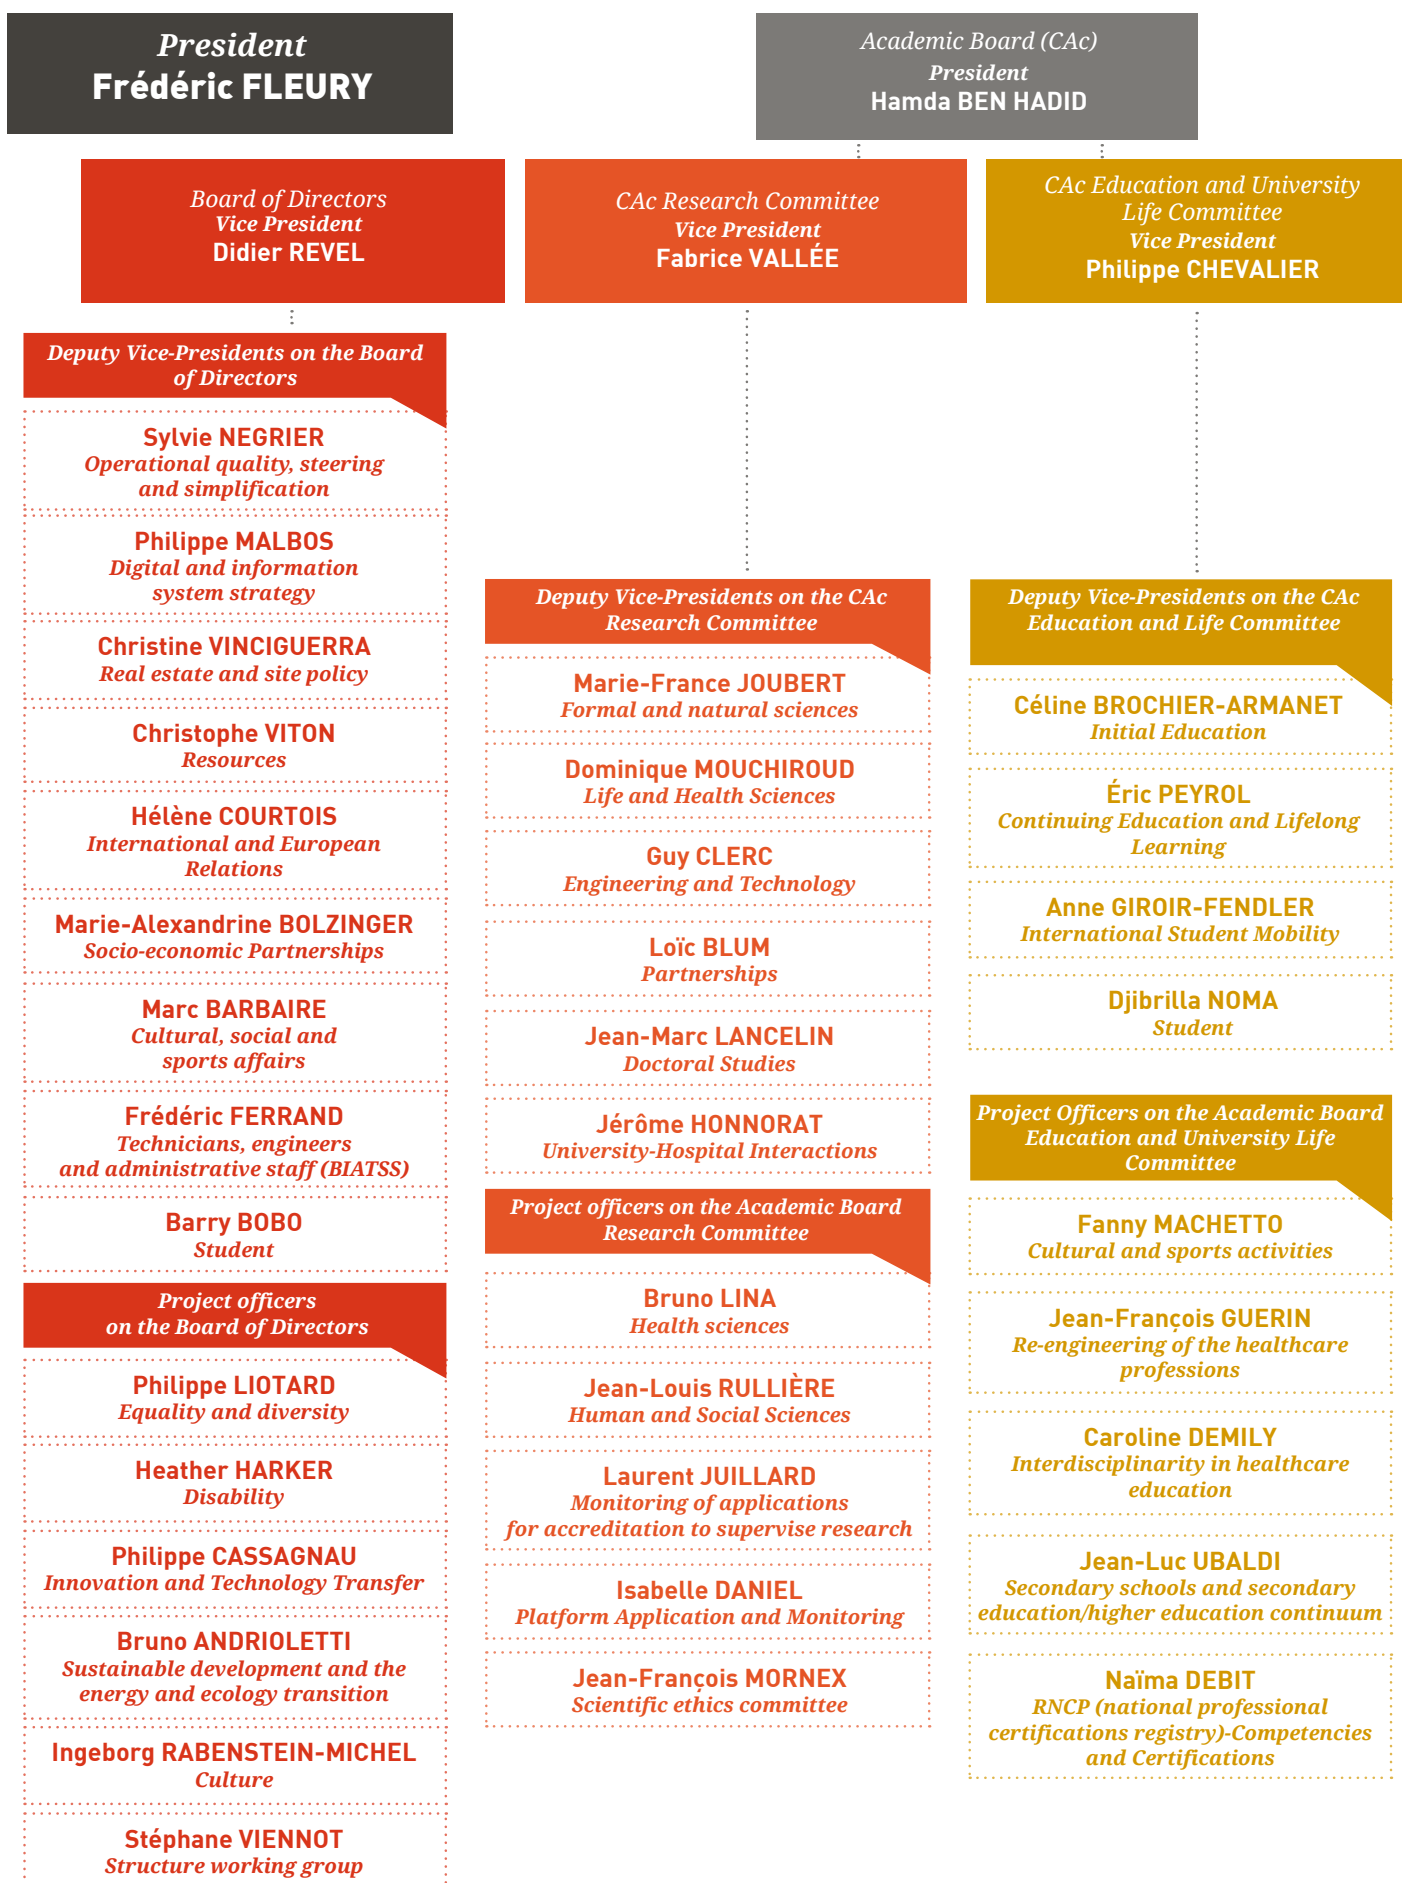 President
Frédéric FLEURY
Academic Board (CAc)
President
Hamda BEN HADID
Board of Directors
Vice President
Didier REVEL
CAc Research Committee
Vice President
Fabrice VALLÉE
CAc Education and University
Life Committee
Vice President
Philippe CHEVALIER
Deputy Vice-Presidents on the Board
of Directors
Sylvie NEGRIER
Operational quality, steering
and simplification
Philippe MALBOS
Digital and information
system strategy
Christine VINCIGUERRA
Real estate and site policy
Christophe VITON
Resources
Hélène COURTOIS
International and European
Relations
Marie-Alexandrine BOLZINGER
Socio-economic Partnerships
Marc BARBAIRE
Cultural, social and
sports affairs
Frédéric FERRAND
Technicians, engineers
and administrative staff (BIATSS)
Barry BOBO
Student
Project officers
on the Board of Directors
Philippe LIOTARD
Equality and diversity
Heather HARKER
Disability
Philippe CASSAGNAU
Innovation and Technology Transfer
Bruno ANDRIOLETTI
Sustainable development and the
energy and ecology transition
Ingeborg RABENSTEIN-MICHEL
Culture
Stéphane VIENNOT
Structure working group
Deputy Vice-Presidents on the CAc
Research Committee
Marie-France JOUBERT
Formal and natural sciences
Dominique MOUCHIROUD
Life and Health Sciences
Guy CLERC
Engineering and Technology
Loïc BLUM
Partnerships
Jean-Marc LANCELIN
Doctoral Studies
Jérôme HONNORAT
University-Hospital Interactions
Project officers on the Academic Board
Research Committee
Bruno LINA
Health sciences
Jean-Louis RULLIÈRE
Human and Social Sciences
Laurent JUILLARD
Monitoring of applications
for accreditation to supervise research
Isabelle DANIEL
Platform Application and Monitoring
Jean-François MORNEX
Scientific ethics committee
Deputy Vice-Presidents on the CAc
Education and Life Committee
Céline BROCHIER-ARMANET
Initial Education
Éric PEYROL
Continuing Education and Lifelong
Learning
Anne GIROIR-FENDLER
International Student Mobility
Djibrilla NOMA
Student
Project Officers on the Academic Board
Education and University Life
Committee
Fanny MACHETTO
Cultural and sports activities
Jean-François GUERIN
Re-engineering of the healthcare
professions
Caroline DEMILY
Interdisciplinarity in healthcare
education
Jean-Luc UBALDI
Secondary schools and secondary
education/higher education continuum
Naïma DEBIT
RNCP (national professional
certifications registry)-Competencies
and Certifications